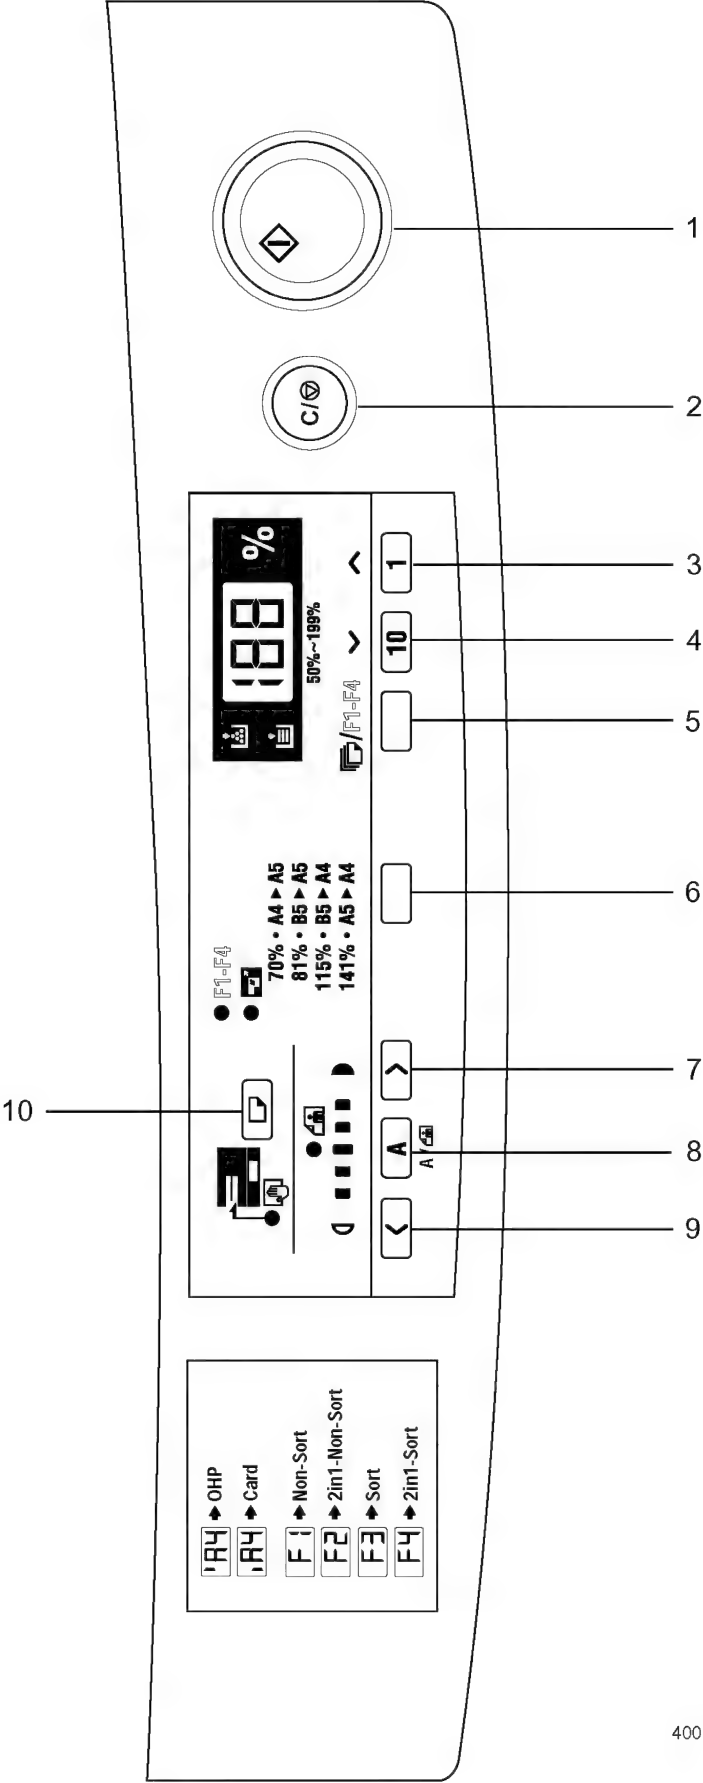 1
2
3
4
5
6
7
8
9
10
C/
188
%
50%~199%
1
10
/F1-F4
F1-F4
70% • A4 ▶ A5
81% • B5 ▶ A5
115% • B5 ▶ A4
141% • A5 ▶ A4
A
A/
'A4 → OHP
,A4 → Card
F1 → Non-Sort
F2 → 2in1-Non-Sort
F3 → Sort
F4 → 2in1-Sort
400